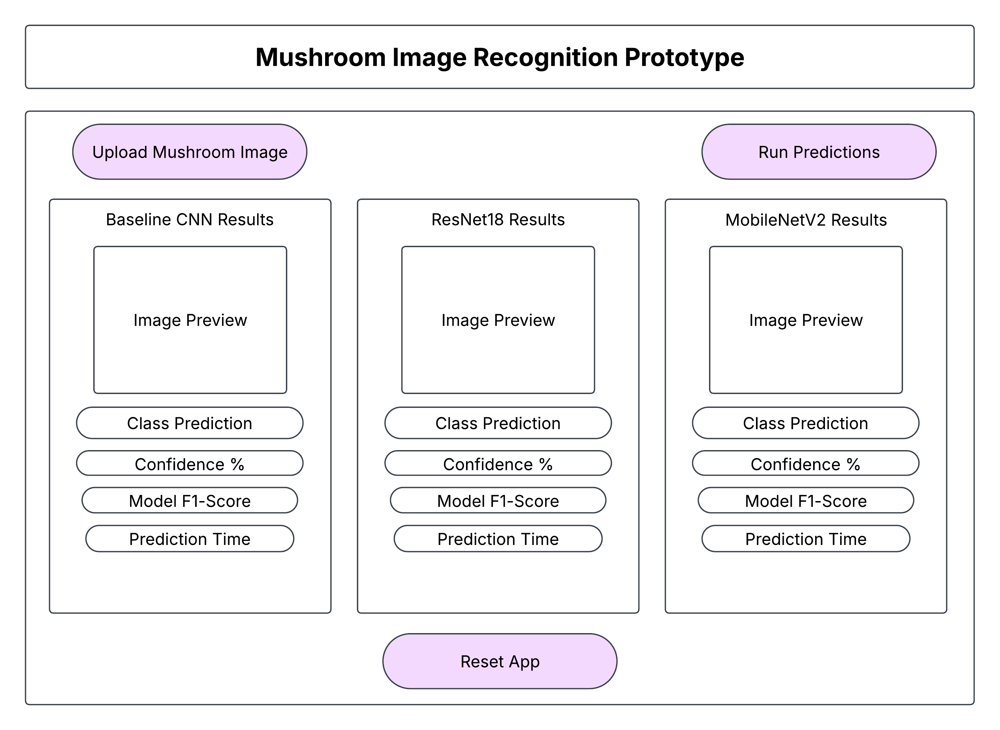 Mushroom Image Recognition Prototype
Upload Mushroom Image
Run Predictions
Baseline CNN Results
Image Preview
Class Prediction
Confidence %
Model F1-Score
Prediction Time
ResNet18 Results
Image Preview
Class Prediction
Confidence %
Model F1-Score
Prediction Time
MobileNetV2 Results
Image Preview
Class Prediction
Confidence %
Model F1-Score
Prediction Time
Reset App